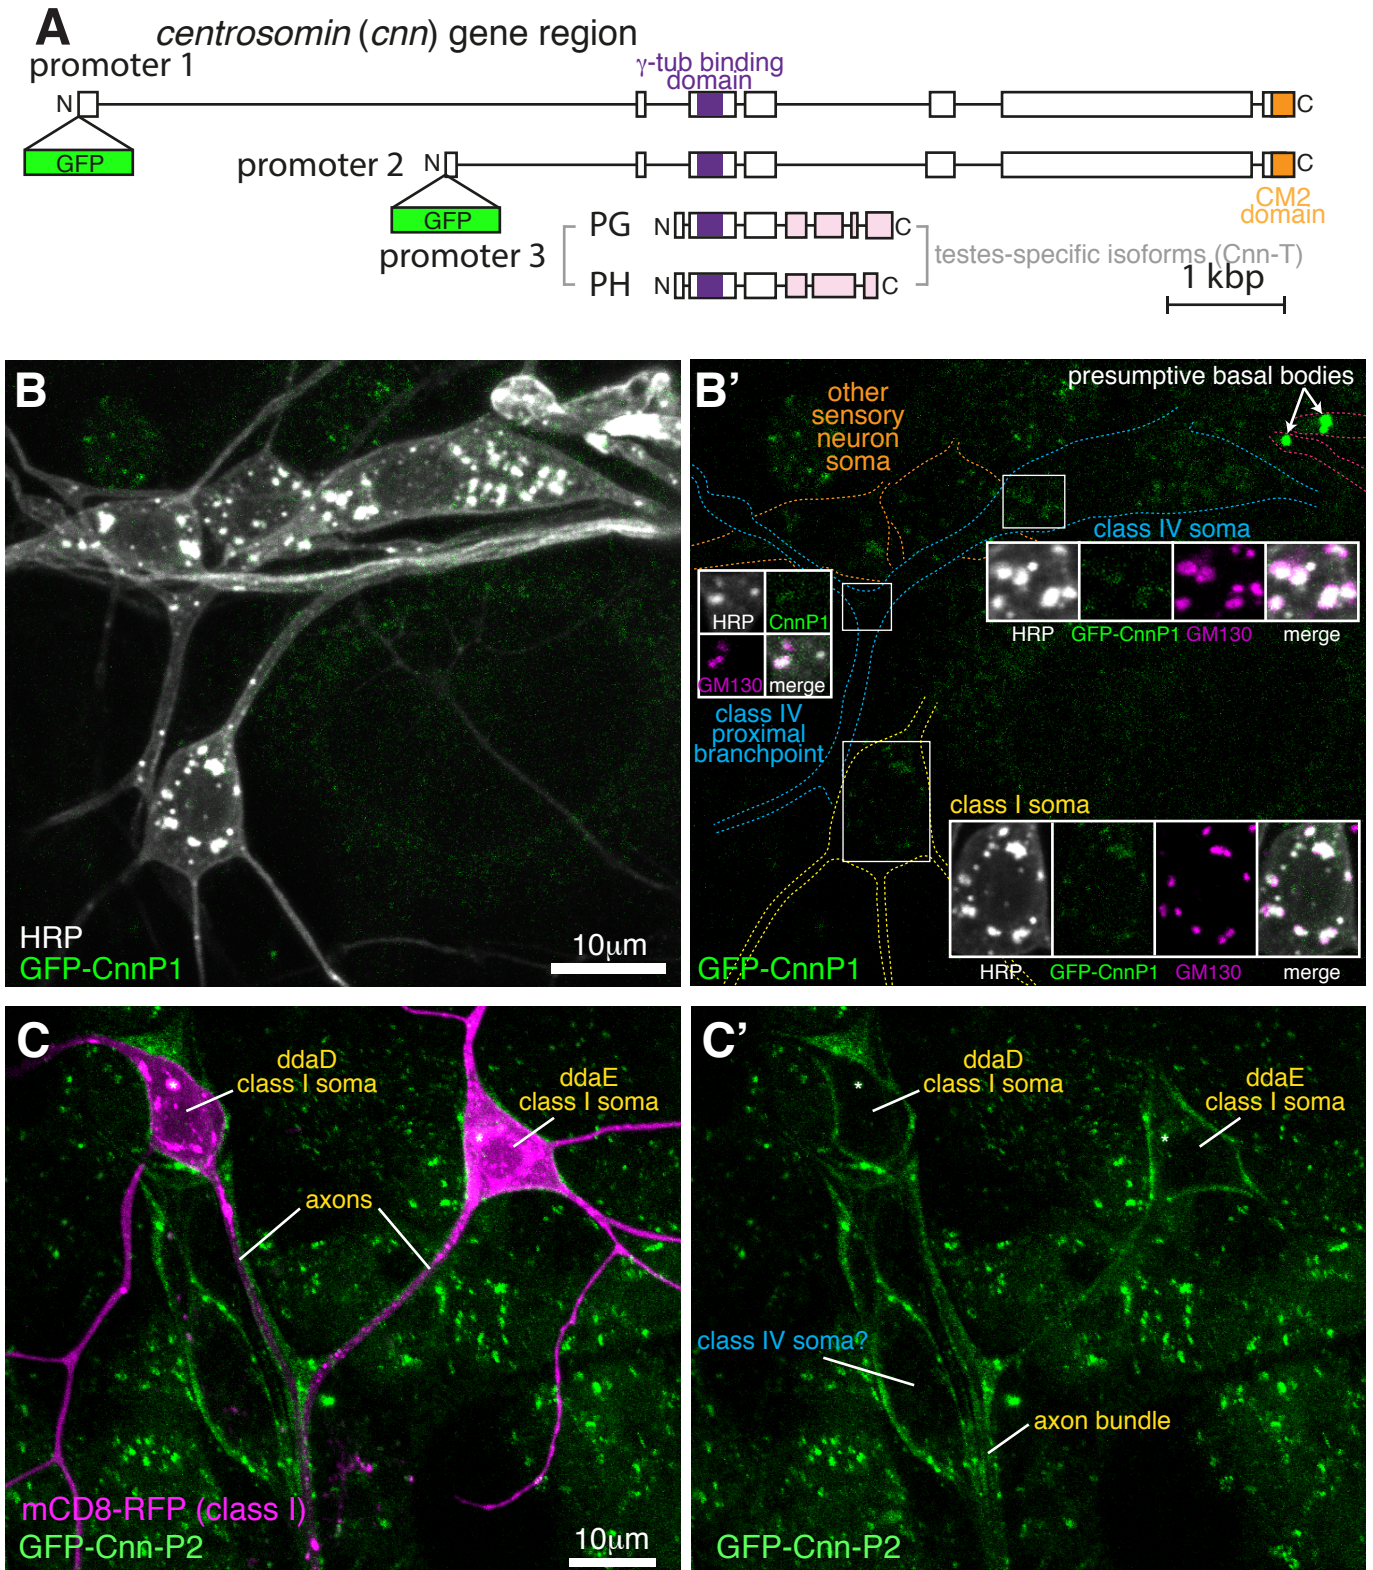 A
centrosomin (cnn) gene region
promoter 1
γ-tub binding
domain
N
C
GFP
promoter 2
N
C
GFP
CM2
domain
promoter 3
PG
N
C
testes-specific isoforms (Cnn-T)
PH
N
C
1 kbp
B
HRP
GFP-CnnP1
10μm
B’
other
sensory
neuron
soma
presumptive basal bodies
class IV soma
HRP
GFP-CnnP1
GM130
merge
HRP
CnnP1
GM130
merge
class IV
proximal
branchpoint
class I soma
HRP
GFP-CnnP1
GM130
merge
GFP-CnnP1
C
ddaD
class I soma
*
ddaE
class I soma
*
axons
mCD8-RFP (class I)
GFP-Cnn-P2
10μm
C’
ddaD
class I soma
*
ddaE
class I soma
*
class IV soma?
axon bundle
GFP-Cnn-P2